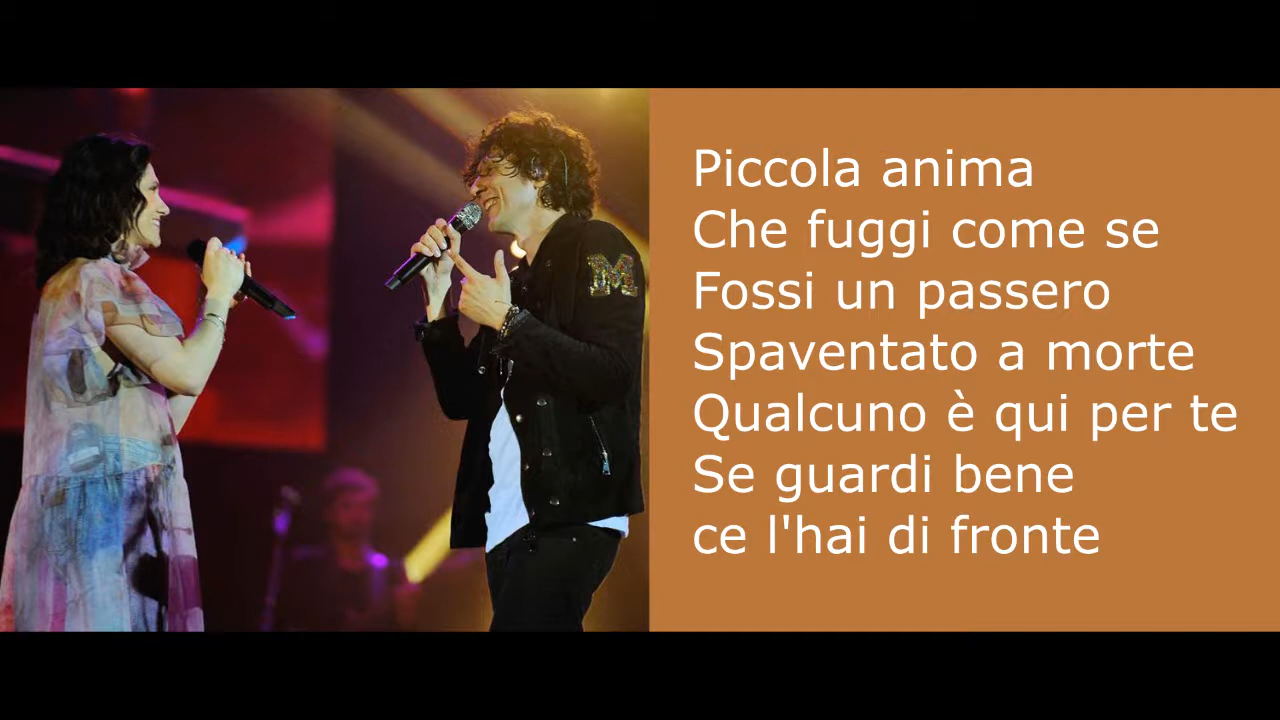 M
Piccola anima
Che fuggi come se
Fossi un passero
Spaventato a morte
Qualcuno è qui per te
Se guardi bene
ce l'hai di fronte